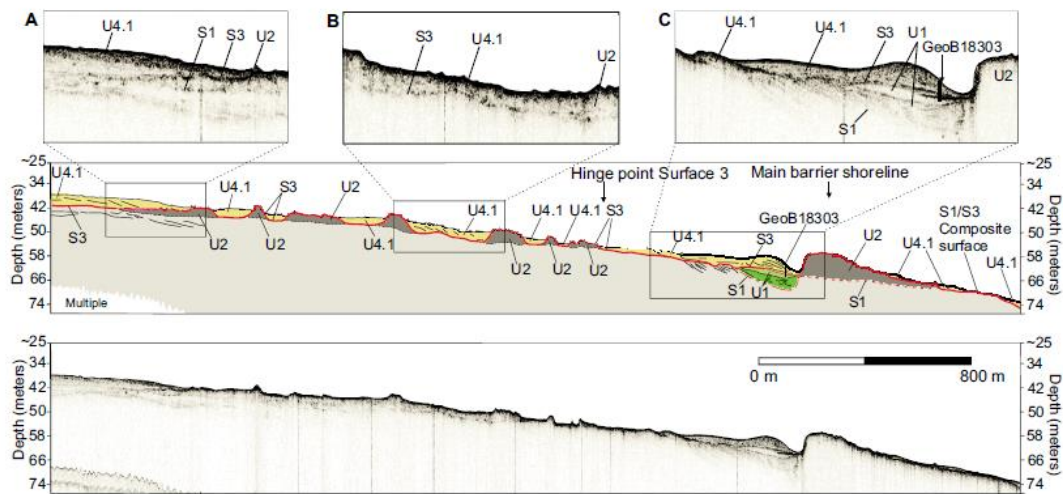 A
U4.1
S1
S3
U2
B
S3
U4.1
U2
C
U4.1
U4.1
S3
U1
GeoB18303
U2
S1
~25
34
42
50
58
66
74
Depth (meters)
U4.1
S3
U2
U4.1
U2
S3
U2
U4.1
U4.1
U2
Hinge point Surface 3
U4.1
U4.1
S3
U2
U2
Main barrier shoreline
GeoB18303
U4.1
S3
S1
U1
U2
S1
U4.1
S1/S3
Composite
surface
U4.1
Multiple
~25
34
42
50
58
66
74
Depth (meters)
~25
34
42
50
58
66
74
Depth (meters)
0 m
800 m
~25
34
42
50
58
66
74
Depth (meters)